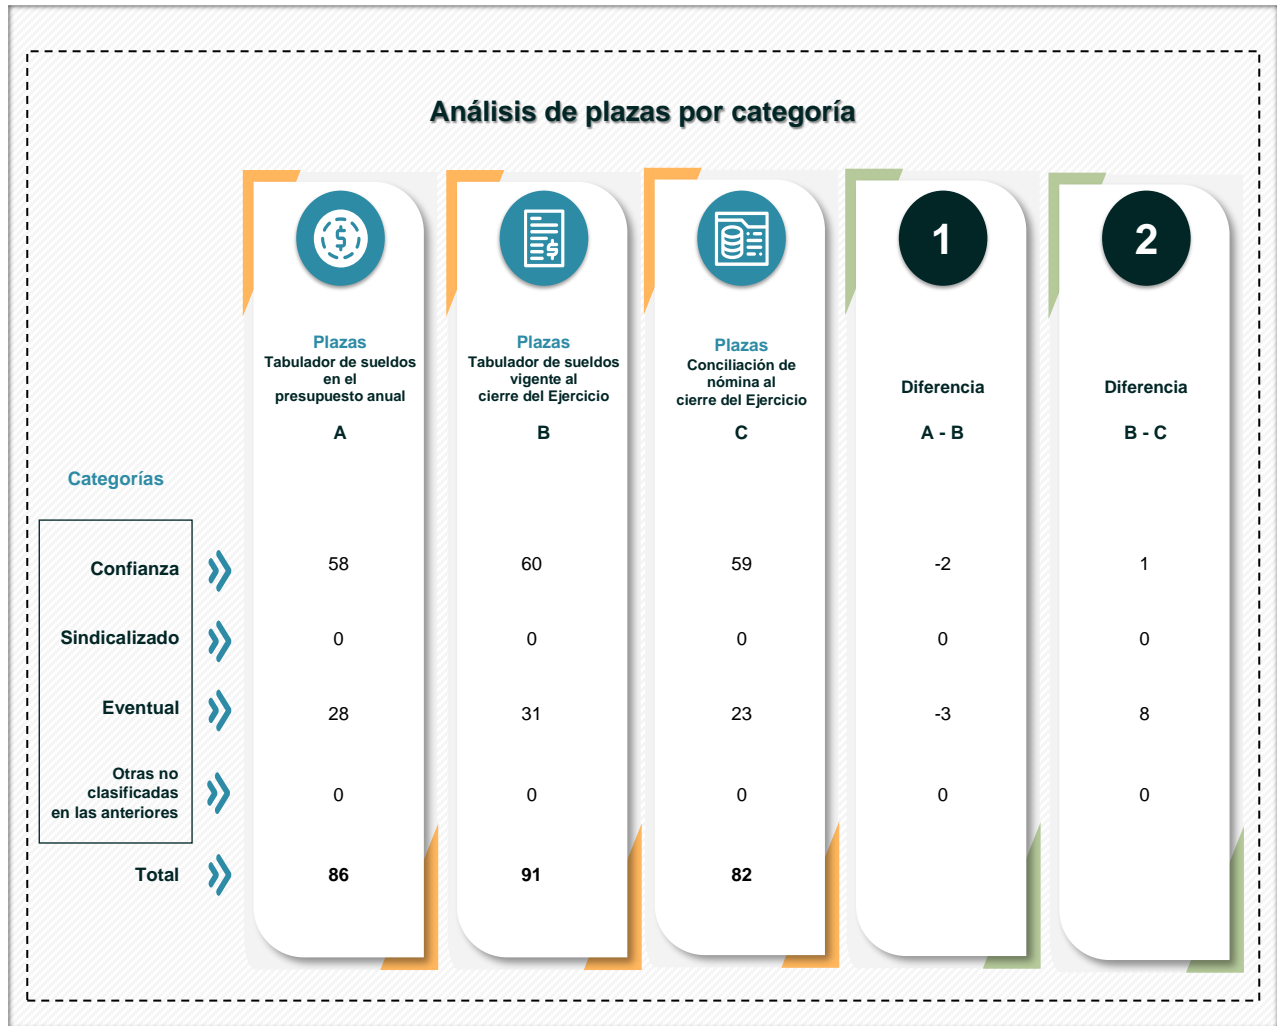 Análisis de plazas por categoría
1
2
Plazas
Tabulador de sueldos
en el
presupuesto anual
A
Plazas
Tabulador de sueldos
vigente al
cierre del Ejercicio
B
Plazas
Conciliación de
nómina al
cierre del Ejercicio
C
Diferencia
A - B
Diferencia
B - C
Categorías
Confianza 58 60 59 -2 1
Sindicalizado 0 0 0 0 0
Eventual 28 31 23 -3 8
Otras no
clasificadas
en las anteriores
0 0 0 0 0
Total 86 91 82